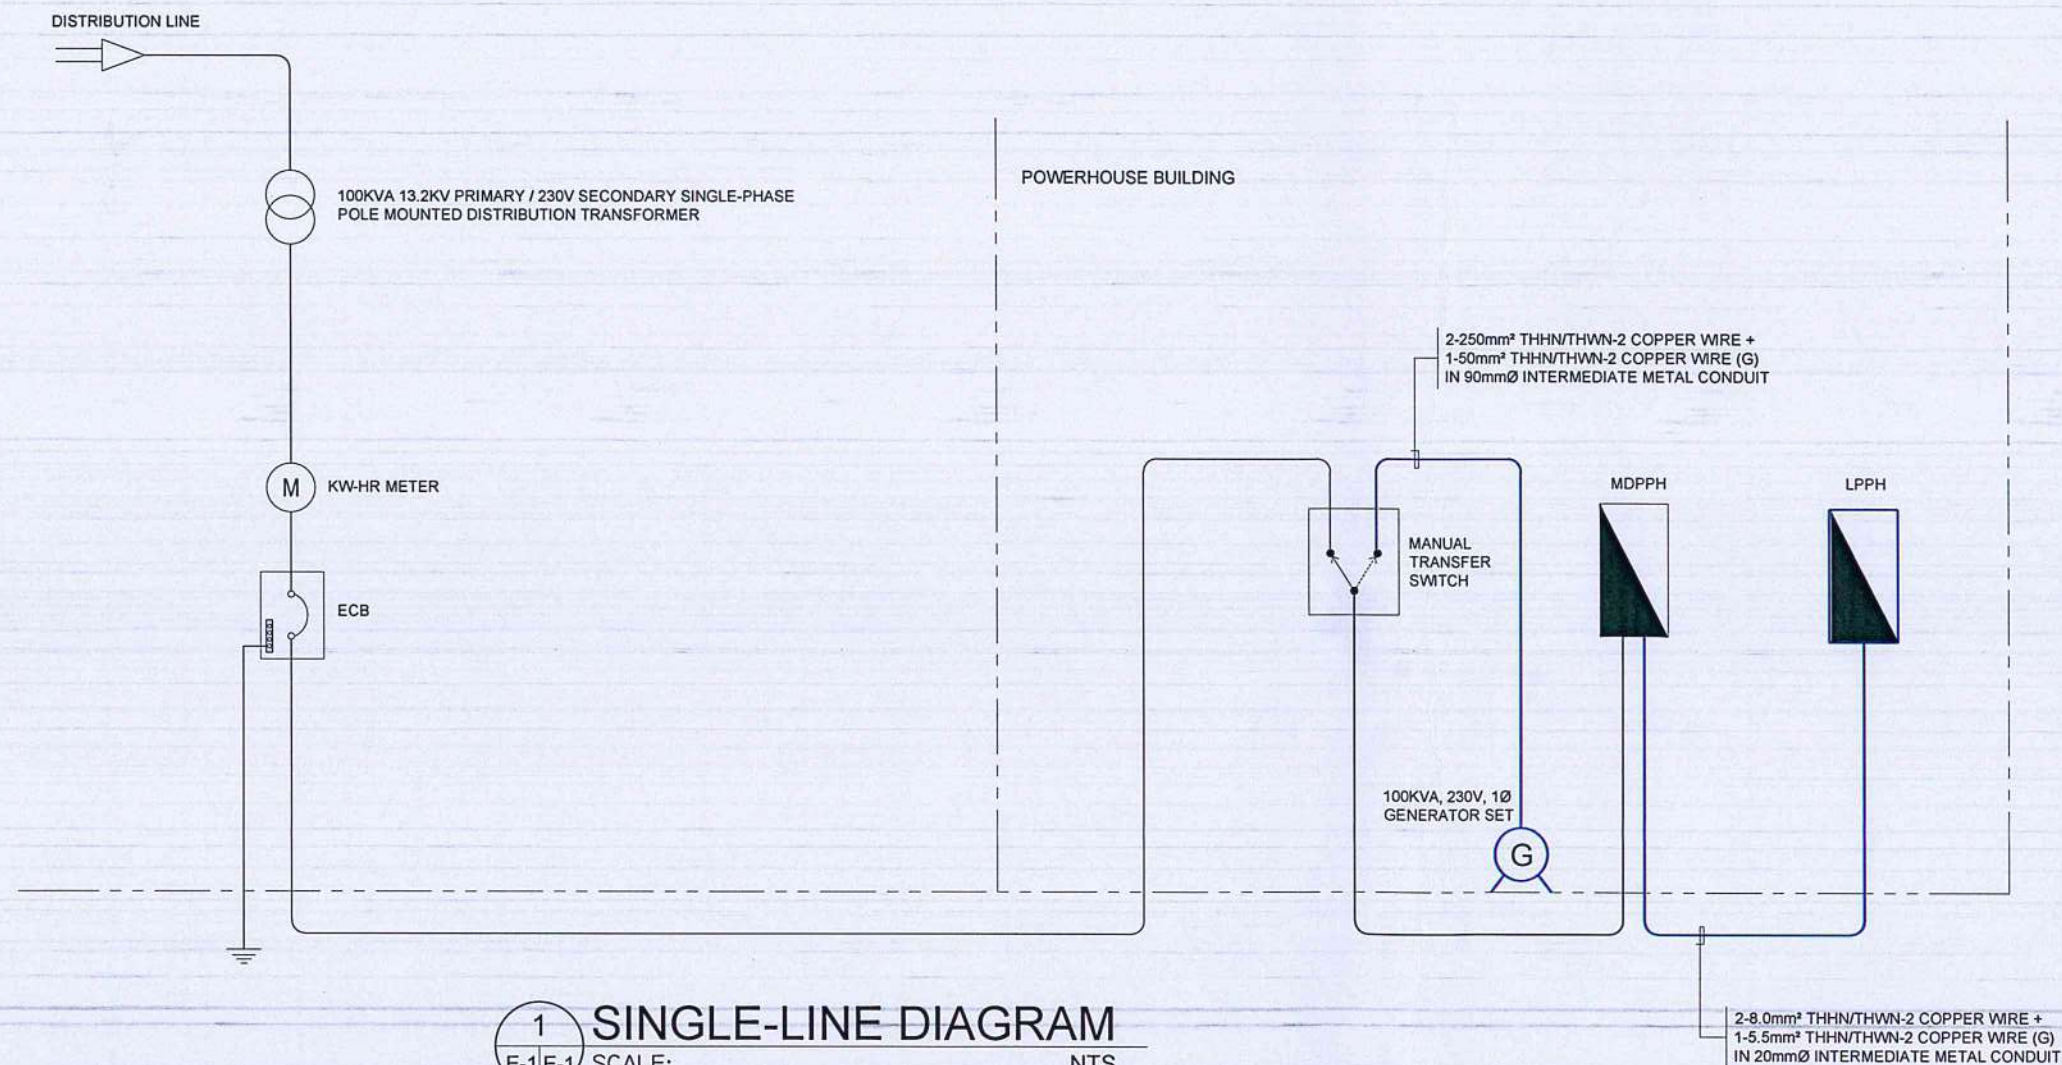 DISTRIBUTION LINE
100KVA 13.2KV PRIMARY / 230V SECONDARY SINGLE-PHASE
POLE MOUNTED DISTRIBUTION TRANSFORMER
POWERHOUSE BUILDING
2-250mm² THHN/THWN-2 COPPER WIRE +
1-50mm² THHN/THWN-2 COPPER WIRE (G)
IN 90mmØ INTERMEDIATE METAL CONDUIT
M
KW-HR METER
MDPPH
LPPH
MANUAL
TRANSFER
SWITCH
ECB
100KVA, 230V, 1Ø
GENERATOR SET
G
1
SINGLE-LINE DIAGRAM
E-1 E-1
SCALE: NTS
2-8.0mm² THHN/THWN-2 COPPER WIRE +
1-5.5mm² THHN/THWN-2 COPPER WIRE (G)
IN 20mmØ INTERMEDIATE METAL CONDUIT